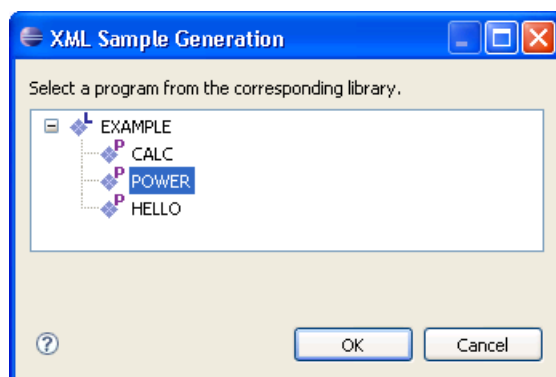 XML Sample Generation
Select a program from the corresponding library.
L EXAMPLE
P CALC
P POWER
P HELLO
? OK Cancel